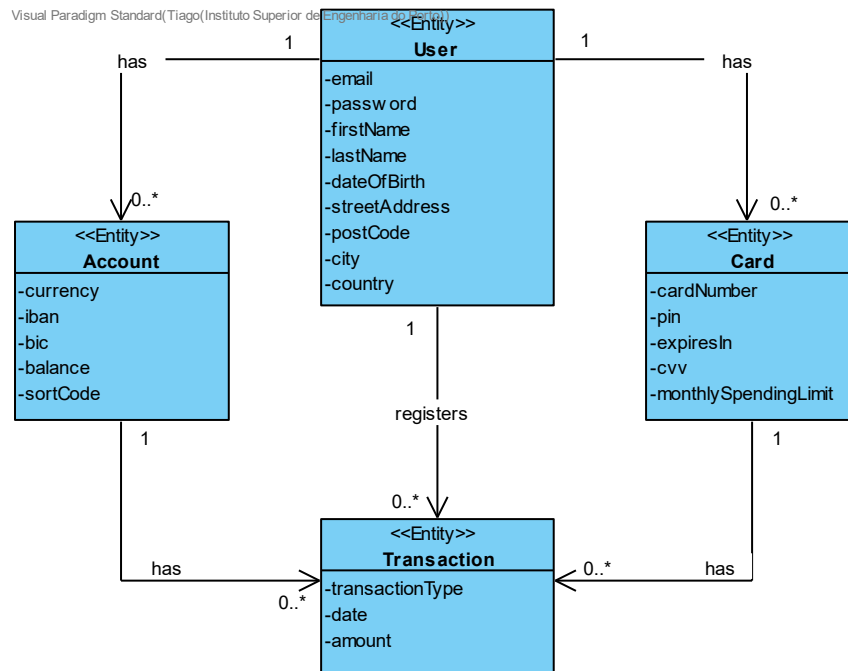 Visual Paradigm Standard(Tiago(Instituto Superior de Engenharia do Porto))
<<Entity>>
User
-email
-password
-firstName
-lastName
-dateOfBirth
-streetAddress
-postCode
-city
-country
1
has
0..*
1
has
0..*
<<Entity>>
Account
-currency
-iban
-bic
-balance
-sortCode
<<Entity>>
Card
-cardNumber
-pin
-expiresIn
-cvv
-monthlySpendingLimit
1
registers
0..*
1
has
0..*
1
has
0..*
<<Entity>>
Transaction
-transactionType
-date
-amount